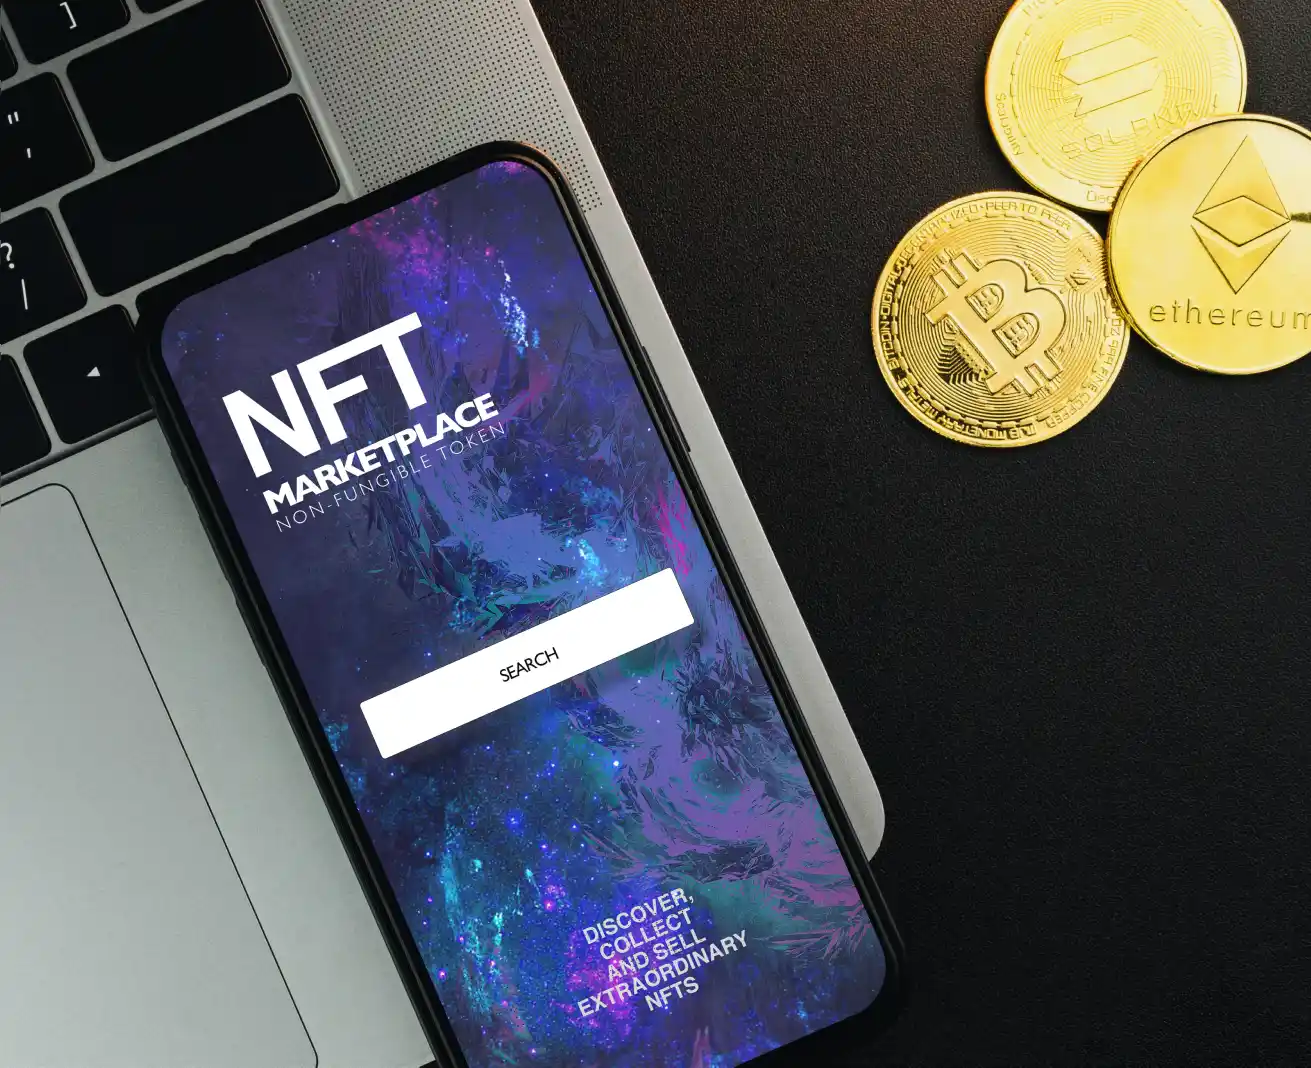 ]
"
,
?
/
NFT
MARKETPLACE
NON-FUNGIBLE TOKEN
SEARCH
DISCOVER,
COLLECT
AND SELL
EXTRAORDINARY
NFTS
Scalability
SOLANA
BITCOIN•DIGITAL•DECENTRALIZED•PEER TO PEER
B
ethereum